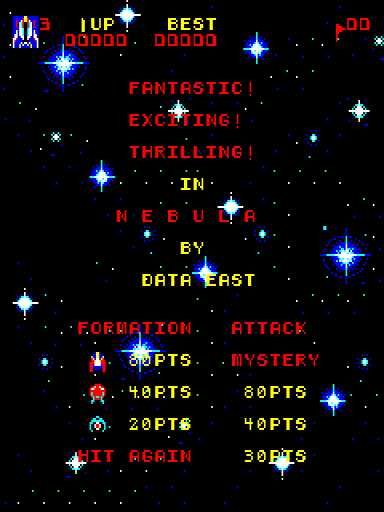 3 1UP BEST 00
00000 00000
FANTASTIC!
EXCITING!
THRILLING!
IN
NEBULA
BY
DATA EAST
FORMATION ATTACK
80PTS MYSTERY
40PTS 80PTS
20PTS 40PTS
HIT AGAIN 30PTS